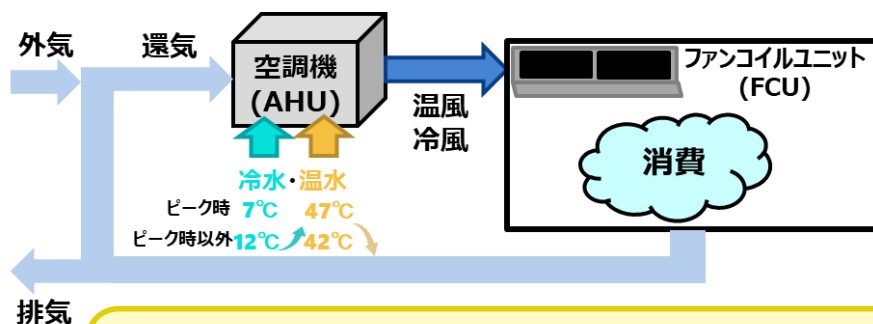 外気
還気
空調機
(AHU)
温風
冷風
ファンコイルユニット
(FCU)
消費
冷水・温水
ピーク時 7℃ 47℃
ピーク時以外 12℃ 42℃
排気